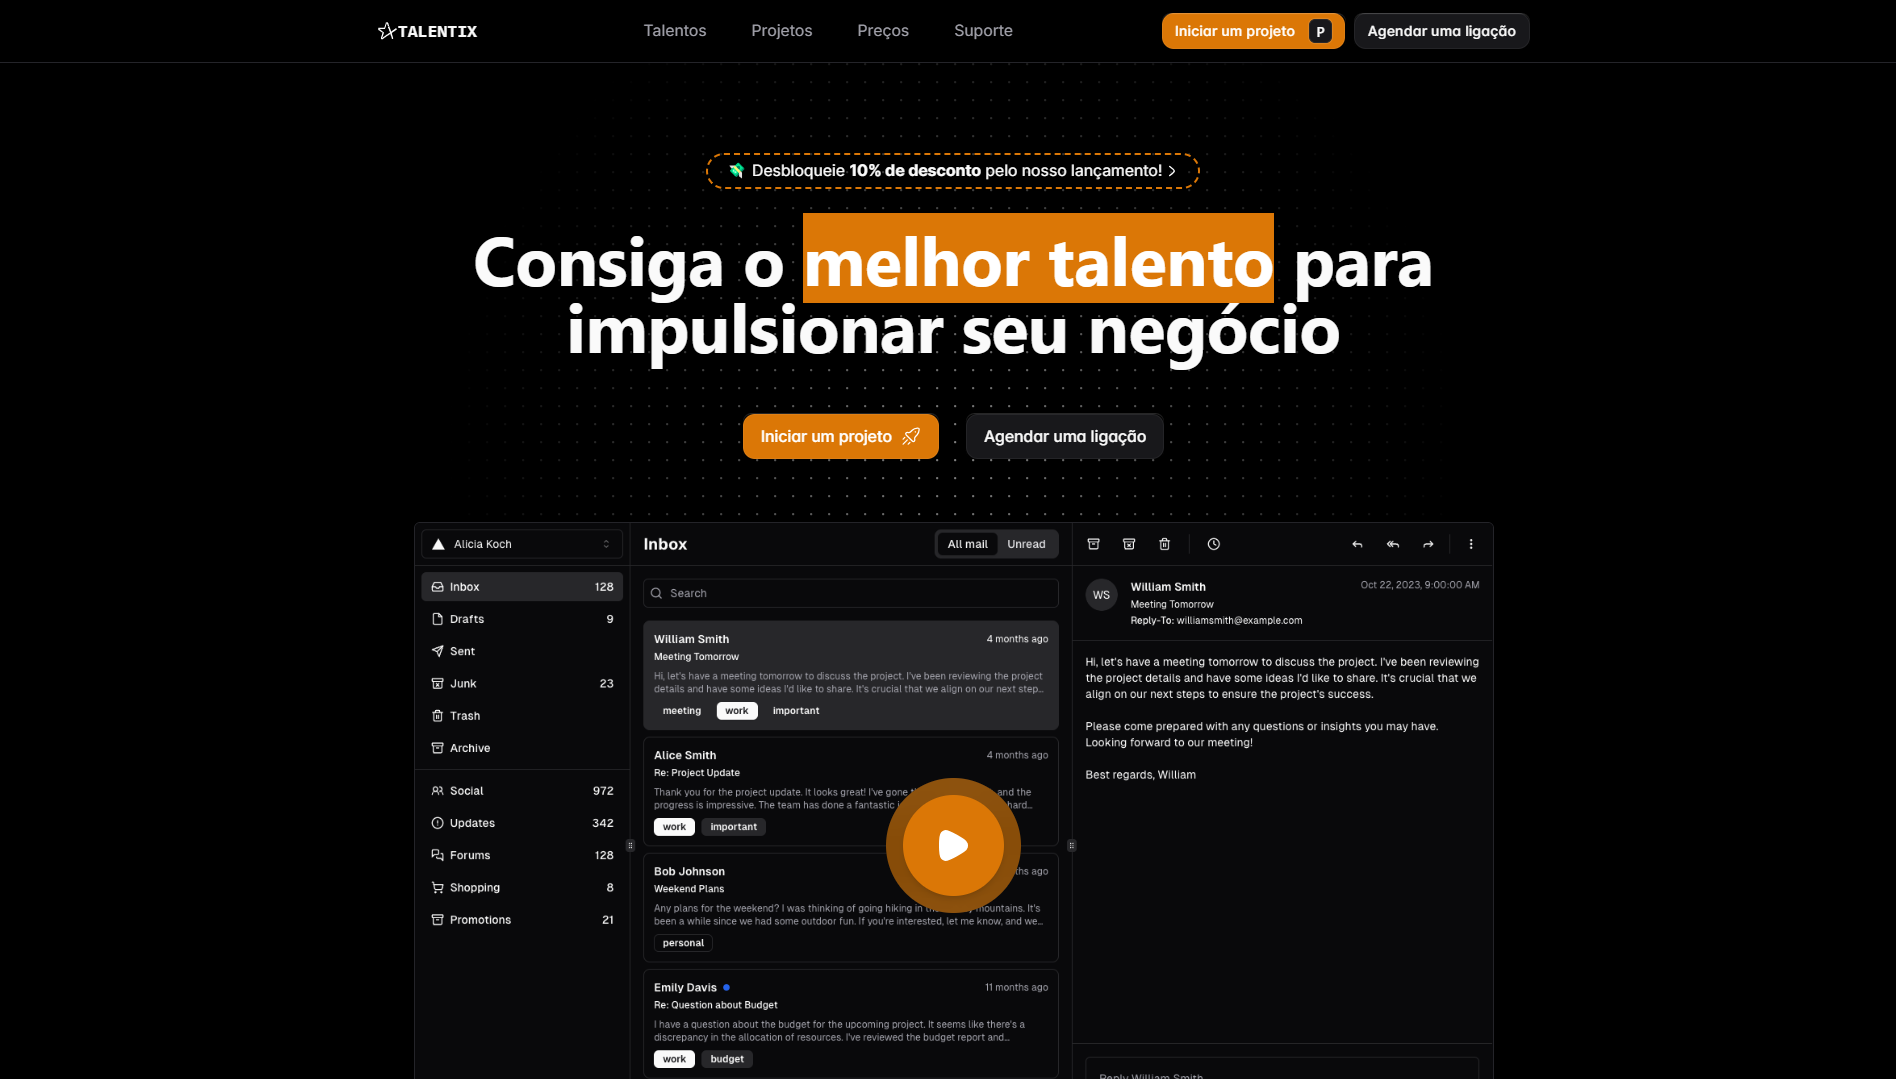 TALENTIX
Talentos
Projetos
Preços
Suporte
Iniciar um projeto P
Agendar uma ligação
Desbloqueie 10% de desconto pelo nosso lançamento!
Consiga o melhor talento para
impulsionar seu negócio
Iniciar um projeto
Agendar uma ligação
Alicia Koch
Inbox 128
Drafts 9
Sent
Junk 23
Trash
Archive
Social 972
Updates 342
Forums 128
Shopping 8
Promotions 21
Inbox
All mail
Unread
Search
William Smith 4 months ago
Meeting Tomorrow
Hi, let's have a meeting tomorrow to discuss the project. I've been reviewing the project
details and have some ideas I'd like to share. It's crucial that we align on our next step...
meeting work important
Alice Smith 4 months ago
Re: Project Update
Thank you for the project update. It looks great! I've gone and the
progress is impressive. The team has done a fantastic hard...
work important
Bob Johnson ago
Weekend Plans
Any plans for the weekend? I was thinking of going hiking in mountains. It's
been a while since we had some outdoor fun. If you're interested, let me know, and we...
personal
Emily Davis 11 months ago
Re: Question about Budget
I have a question about the budget for the upcoming project. It seems like there's a
discrepancy in the allocation of resources. I've reviewed the budget report and...
work budget
WS
William Smith Oct 22, 2023, 9:00:00 AM
Meeting Tomorrow
Reply-To: williamsmith@example.com
Hi, let's have a meeting tomorrow to discuss the project. I've been reviewing
the project details and have some ideas I'd like to share. It's crucial that we
align on our next steps to ensure the project's success.
Please come prepared with any questions or insights you may have.
Looking forward to our meeting!
Best regards, William
Reply William Smith